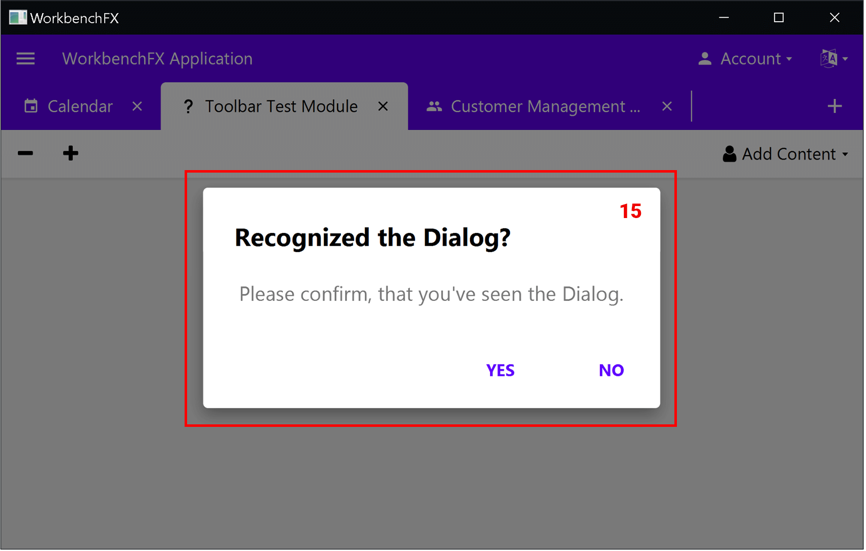 WorkbenchFX
WorkbenchFX Application
Account
Calendar
Toolbar Test Module
Customer Management ...
Add Content
15
Recognized the Dialog?
Please confirm, that you've seen the Dialog.
YES NO